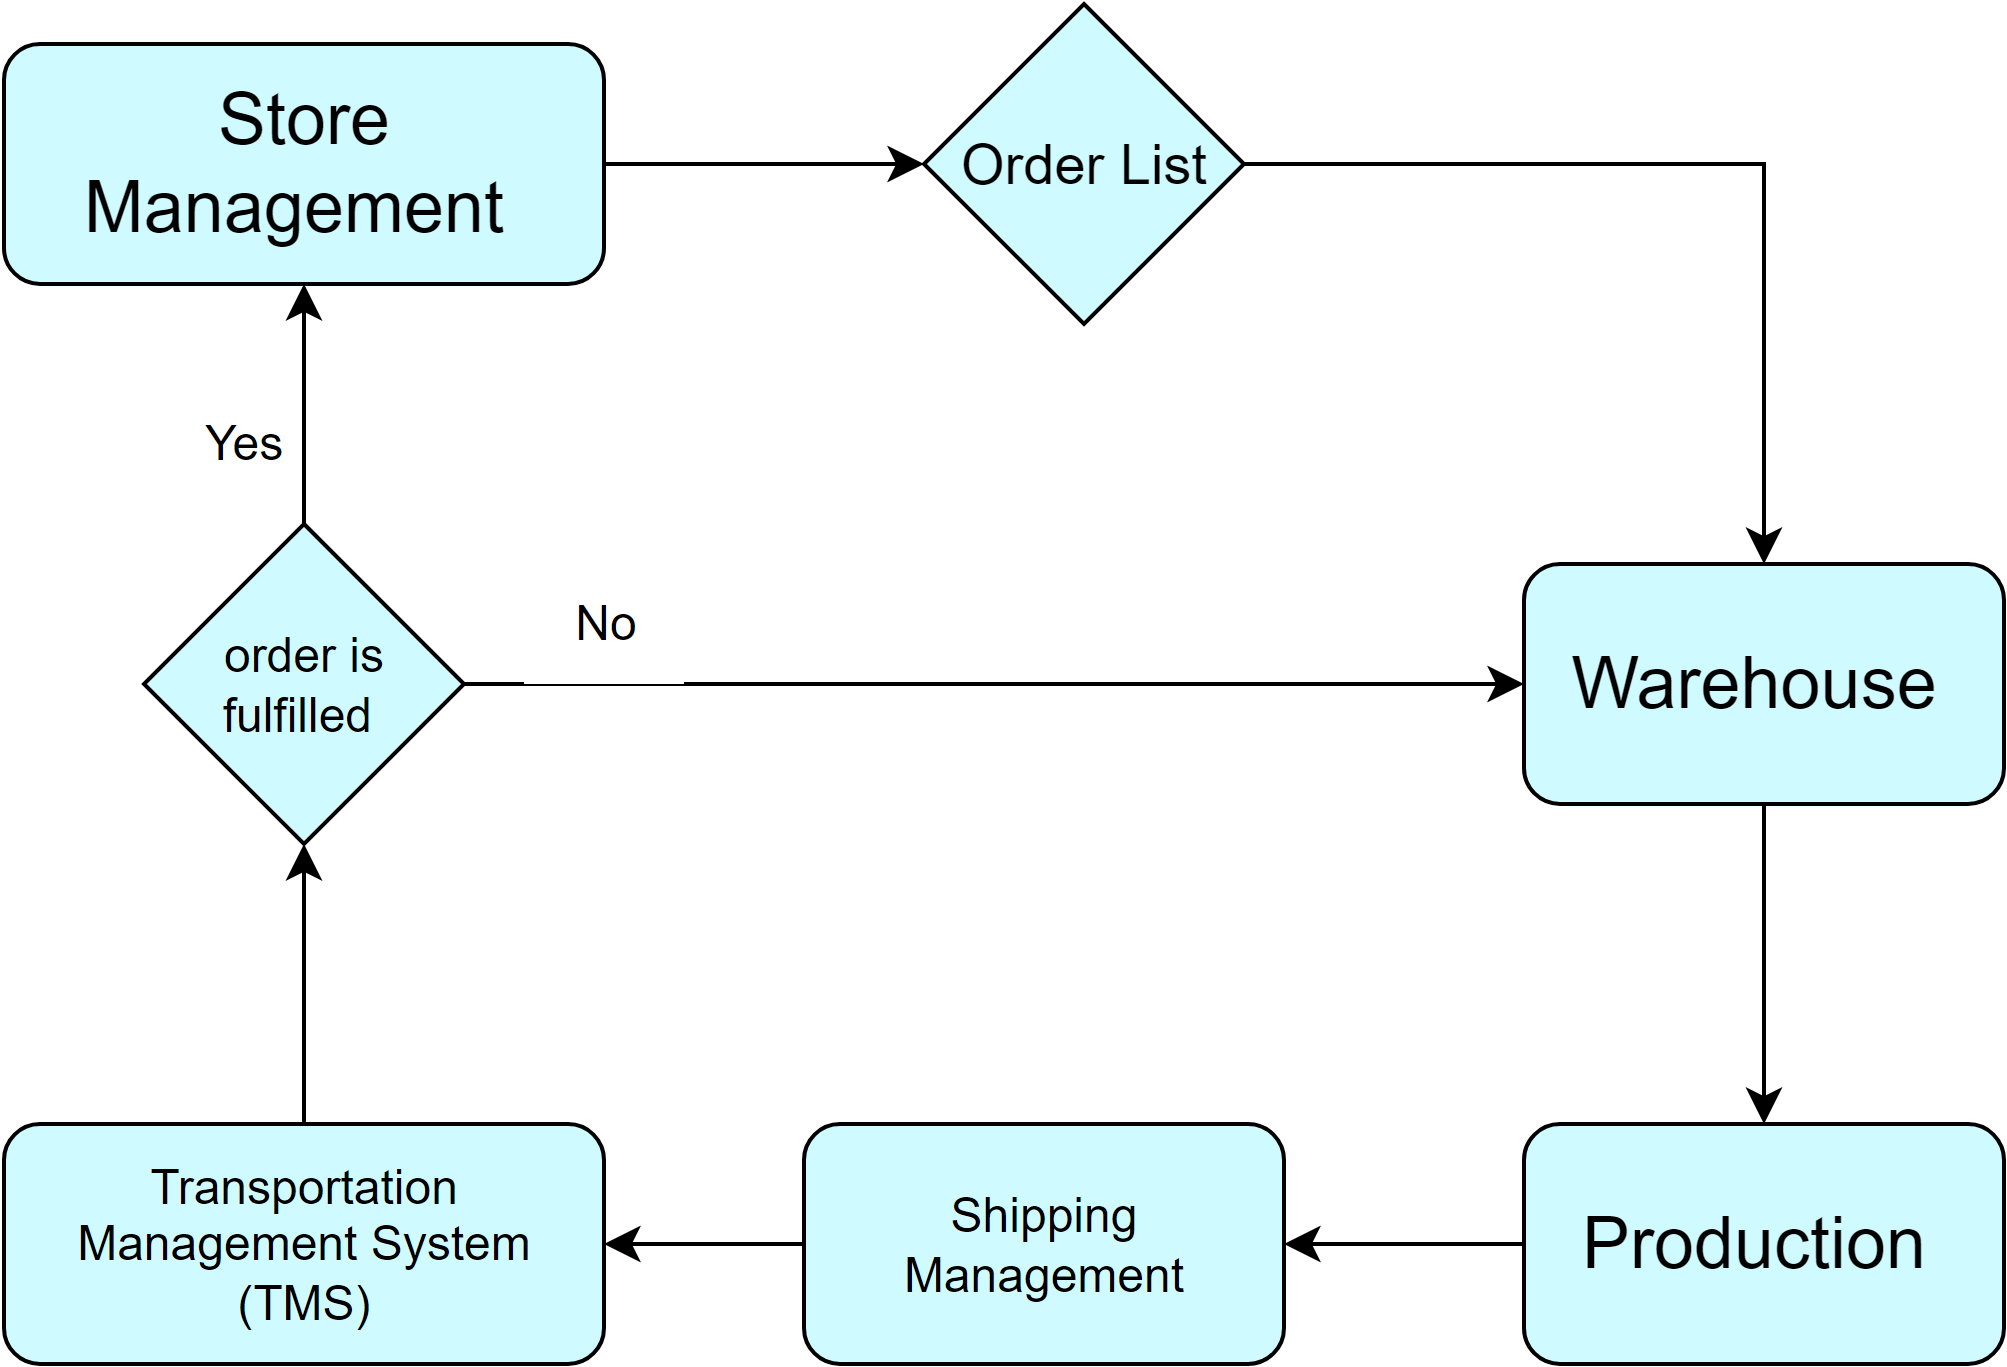 Store
Management
Order List
Yes
No
order is
fulfilled
Warehouse
Transportation
Management System
(TMS)
Shipping
Management
Production